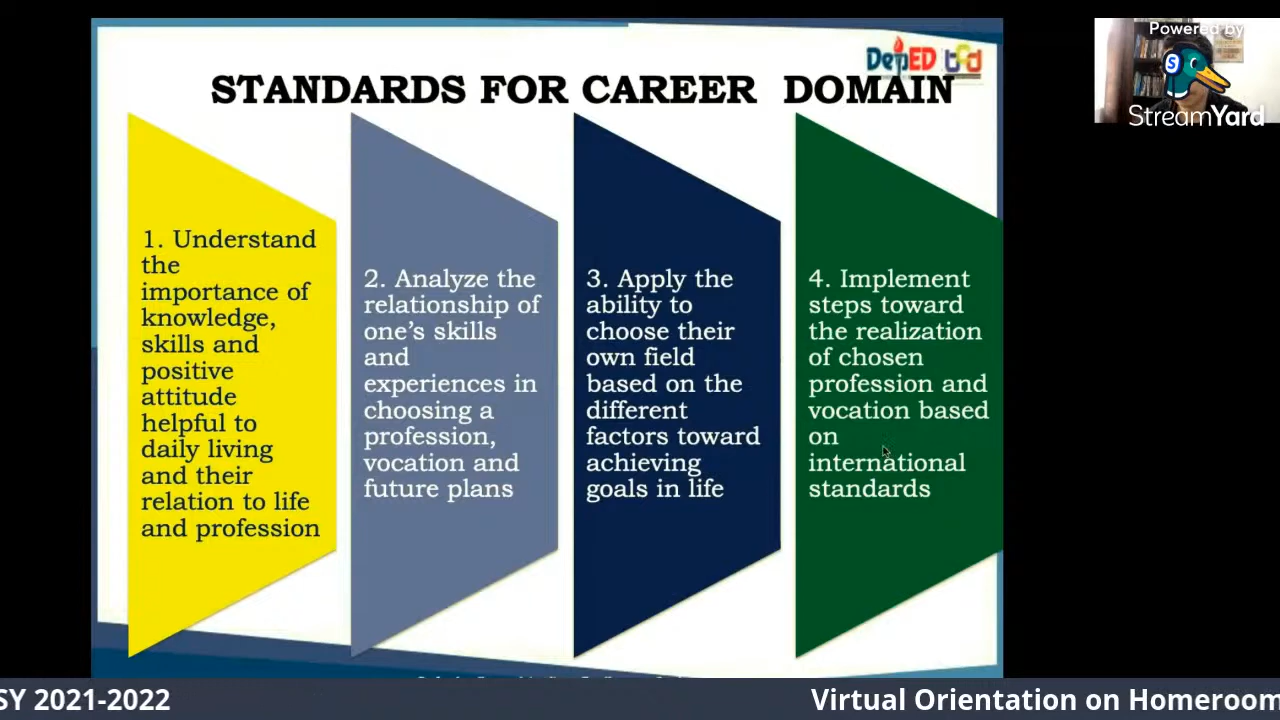 DepED
STANDARDS FOR CAREER DOMAIN
1. Understand
the
importance of
knowledge,
skills and
positive
attitude
helpful to
daily living
and their
relation to life
and profession
2. Analyze the
relationship of
one's skills
and
experiences in
choosing a
profession,
vocation and
future plans
3. Apply the
ability to
choose their
own field
based on the
different
factors toward
achieving
goals in life
4. Implement
steps toward
the realization
of chosen
profession and
vocation based
on
international
standards
Powered by
S
StreamYard
SY 2021-2022
Virtual Orientation on Homeroom